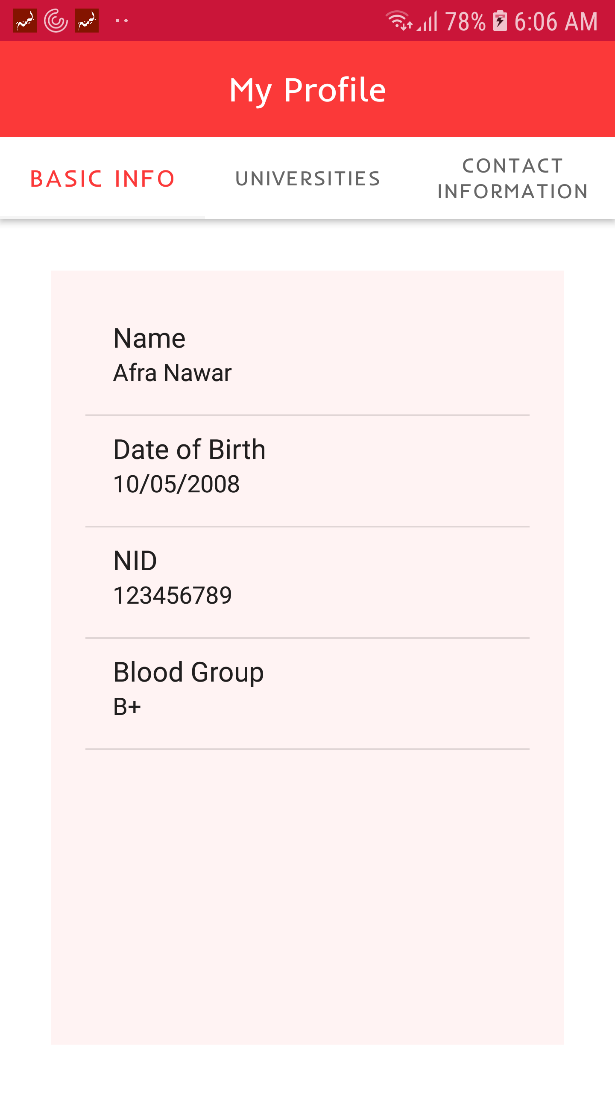 78% 6:06 AM
My Profile
BASIC INFO
UNIVERSITIES
CONTACT
INFORMATION
Name
Afra Nawar
Date of Birth
10/05/2008
NID
123456789
Blood Group
B+